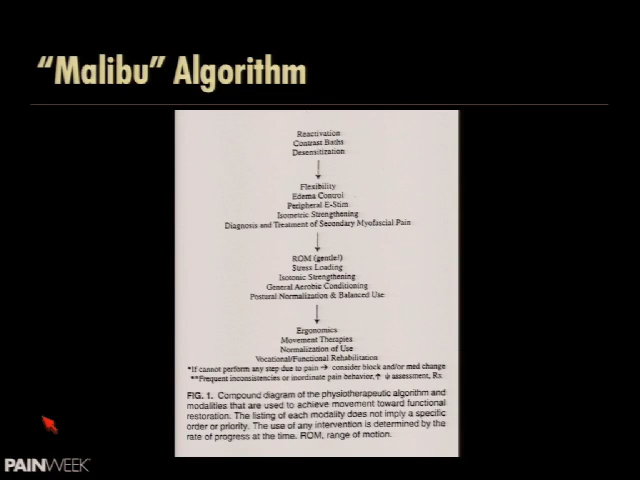 “Malibu” Algorithm
Reactivation
Contrast Baths
Desensitization
Flexibility
Edema Control
Peripheral E-Stim
Isometric Strengthening
Diagnosis and Treatment of Secondary Myofascial Pain
ROM (gentle!)
Stress Loading
Isotonic Strengthening
General Aerobic Conditioning
Postural Normalization & Balanced Use
Ergonomics
Movement Therapies
Normalization of Use
Vocational/Functional Rehabilitation
*If cannot perform any step due to pain → consider block and/or med change
**Frequent inconsistencies or inordinate pain behavior, ↑ ψ assessment, Rx
FIG. 1. Compound diagram of the physiotherapeutic algorithm and
modalities that are used to achieve movement toward functional
restoration. The listing of each modality does not imply a specific
order or priority. The use of any intervention is determined by the
rate of progress at the time. ROM, range of motion.
PAINWEEK